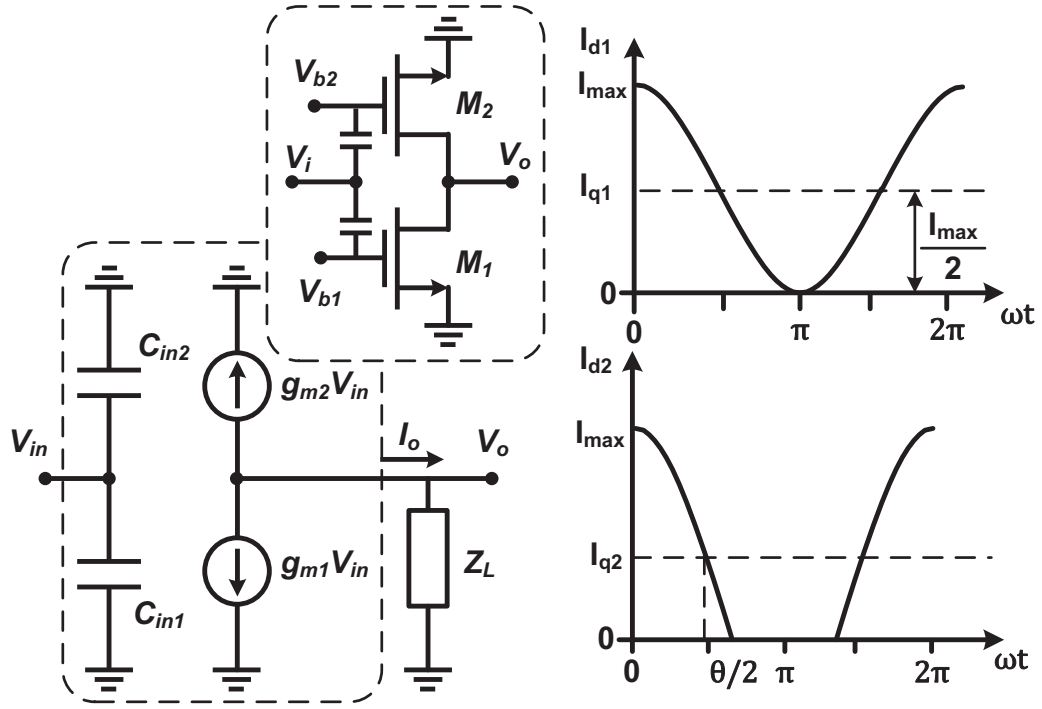 V_b2
M_2
V_i
V_o
M_1
V_b1
C_in2
g_m2V_in
V_in
I_o
V_o
g_m1V_in
Z_L
C_in1
I_d1
I_max
I_q1
I_max
2
0
0
π
2π
ωt
I_d2
I_max
I_q2
0
0
θ/2
π
2π
ωt